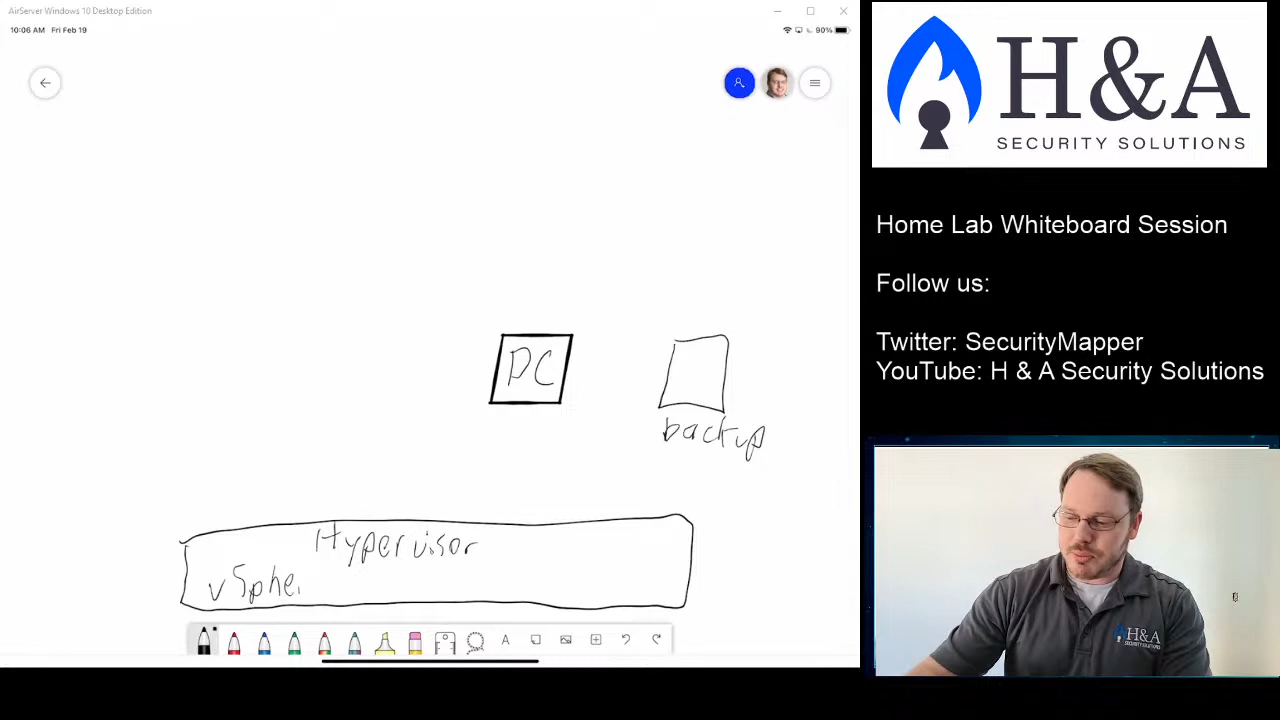 AirServer Windows 10 Desktop Edition
10:06 AM Fri Feb 19
90%
PC
backup
Hypervisor
vSphe
A
H&A
SECURITY SOLUTIONS
Home Lab Whiteboard Session
Follow us:
Twitter: SecurityMapper
YouTube: H & A Security Solutions
H&A
SECURITY SOLUTIONS